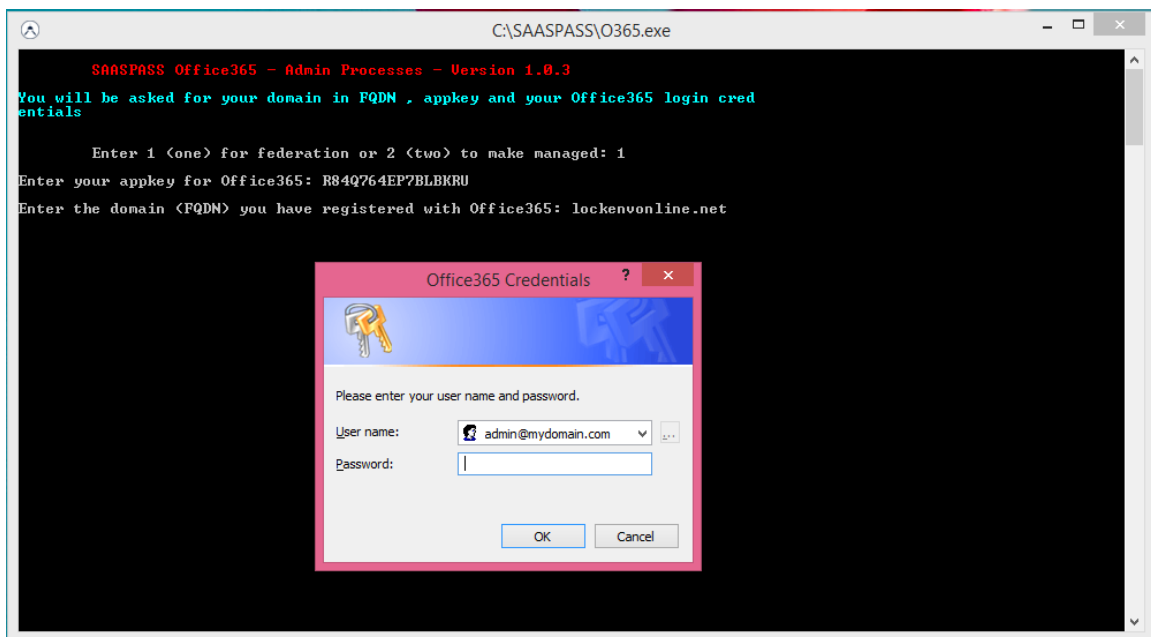 C:\SAASPASS\O365.exe
SAASPASS Office365 - Admin Processes - Version 1.0.3
You will be asked for your domain in FQDN , appkey and your Office365 login cred
entials
Enter 1 (one) for federation or 2 (two) to make managed: 1
Enter your appkey for Office365: R84Q764EP7BLBKRU
Enter the domain (FQDN) you have registered with Office365: lockenvonline.net
Office365 Credentials ?
Please enter your user name and password.
User name: admin@mydomain.com ...
Password:
OK Cancel